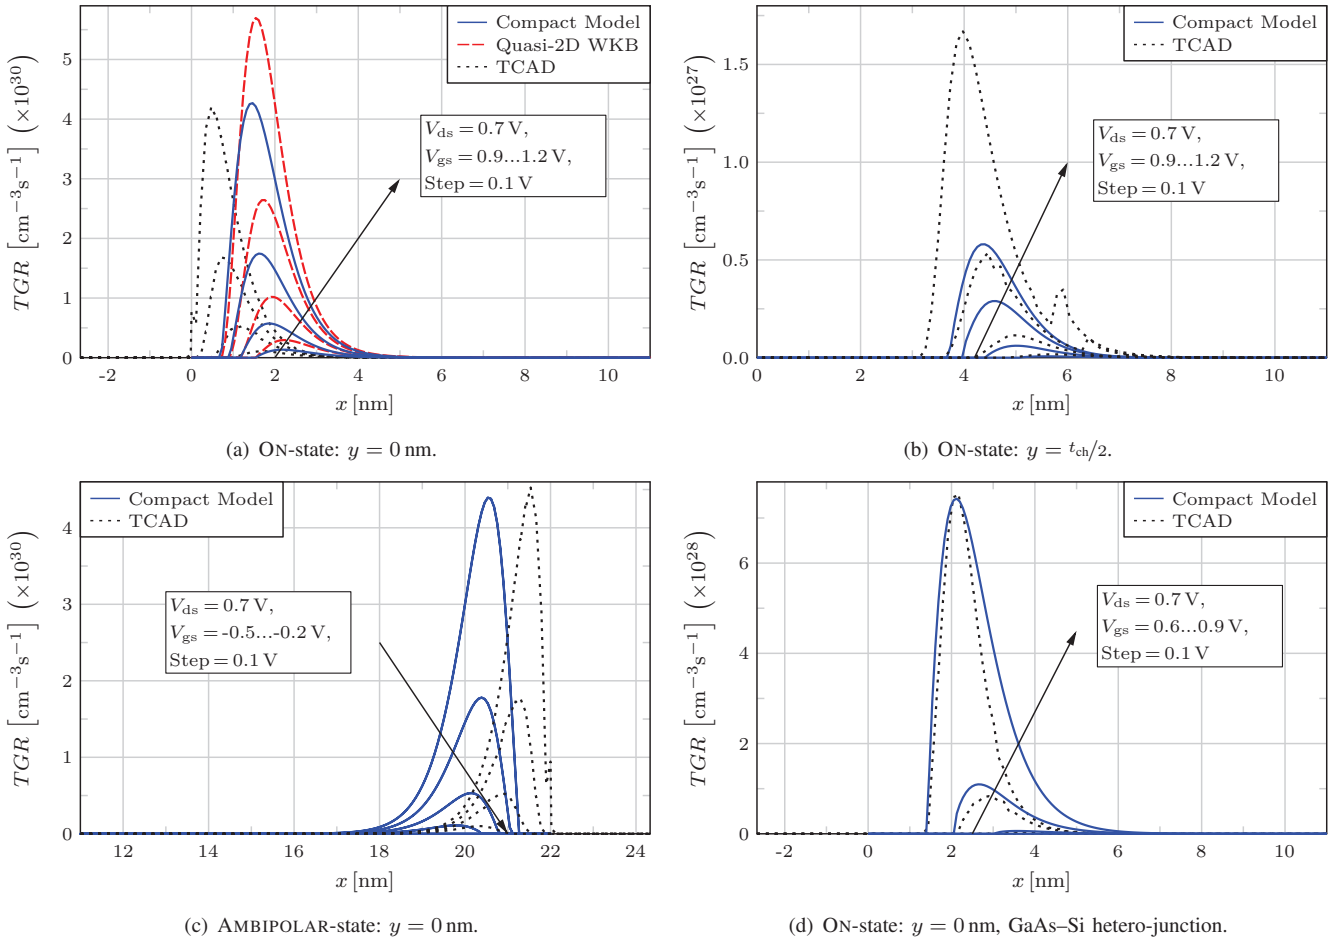 Compact Model
Quasi-2D WKB
TCAD
V_ds = 0.7 V,
V_gs = 0.9...1.2 V,
Step = 0.1 V
TGR [cm⁻³s⁻¹] (×10³⁰)
5
4
3
2
1
0
-2 0 2 4 6 8 10
x [nm]
(a) ON-state: y = 0 nm.
Compact Model
TCAD
V_ds = 0.7 V,
V_gs = 0.9...1.2 V,
Step = 0.1 V
TGR [cm⁻³s⁻¹] (×10²⁷)
1.5
1.0
0.5
0.0
0 2 4 6 8 10
x [nm]
(b) ON-state: y = t_ch/2.
Compact Model
TCAD
V_ds = 0.7 V,
V_gs = -0.5...-0.2 V,
Step = 0.1 V
TGR [cm⁻³s⁻¹] (×10³⁰)
4
3
2
1
0
12 14 16 18 20 22 24
x [nm]
(c) AMBIPOLAR-state: y = 0 nm.
Compact Model
TCAD
V_ds = 0.7 V,
V_gs = 0.6...0.9 V,
Step = 0.1 V
TGR [cm⁻³s⁻¹] (×10²⁸)
6
4
2
0
-2 0 2 4 6 8 10
x [nm]
(d) ON-state: y = 0 nm, GaAs–Si hetero-junction.